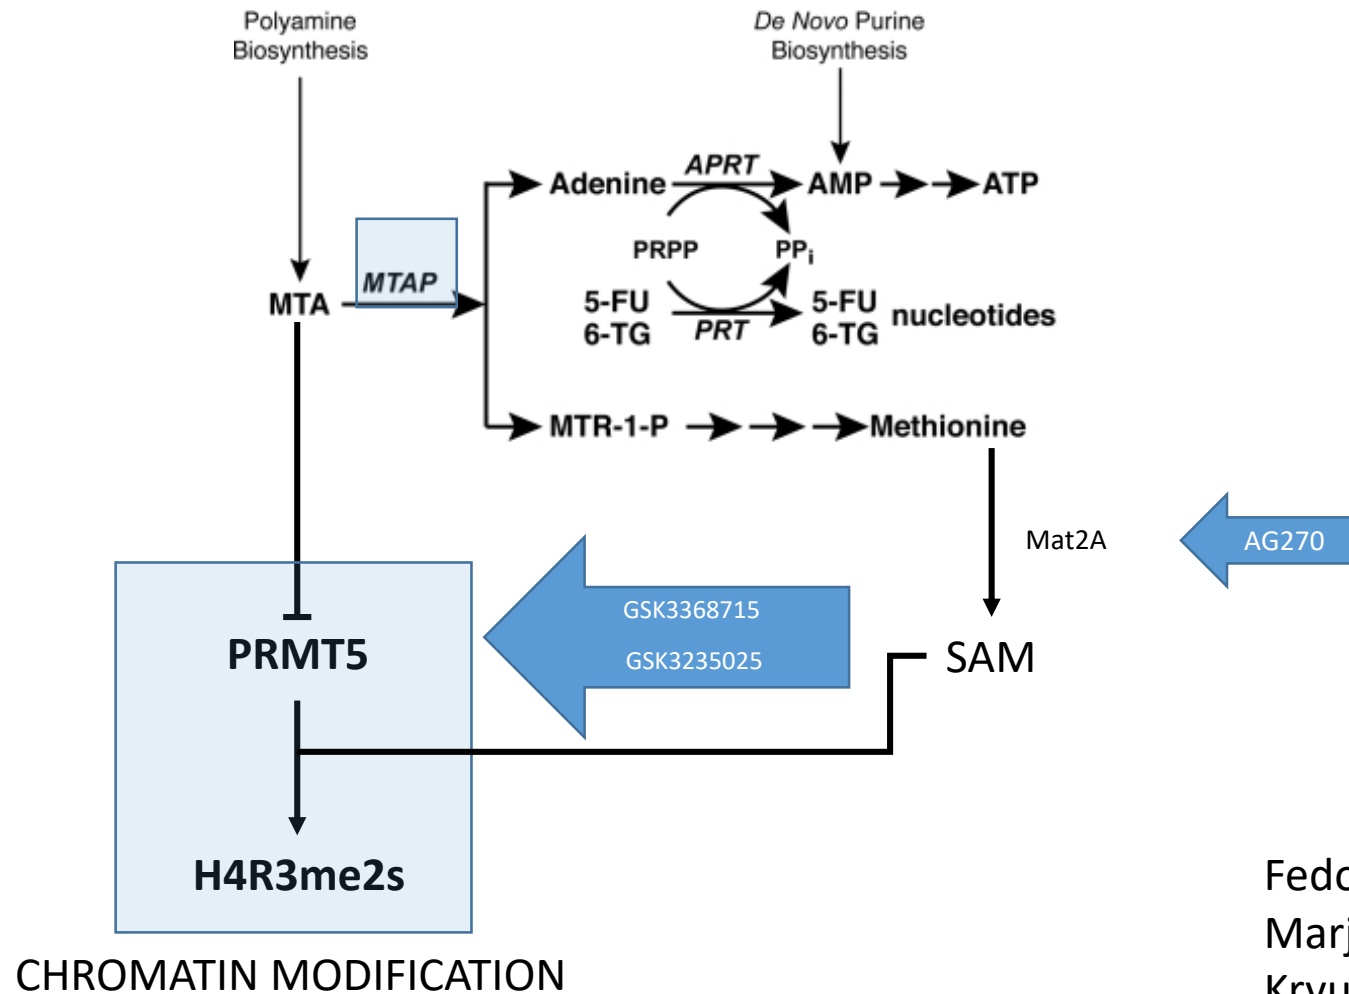 Polyamine
Biosynthesis
De Novo Purine
Biosynthesis
Adenine
APRT
AMP
ATP
PRPP
PPi
MTA
MTAP
5-FU
6-TG
PRT
5-FU
6-TG
nucleotides
MTR-1-P
Methionine
Mat2A
AG270
GSK3368715
GSK3235025
PRMT5
SAM
H4R3me2s
CHROMATIN MODIFICATION